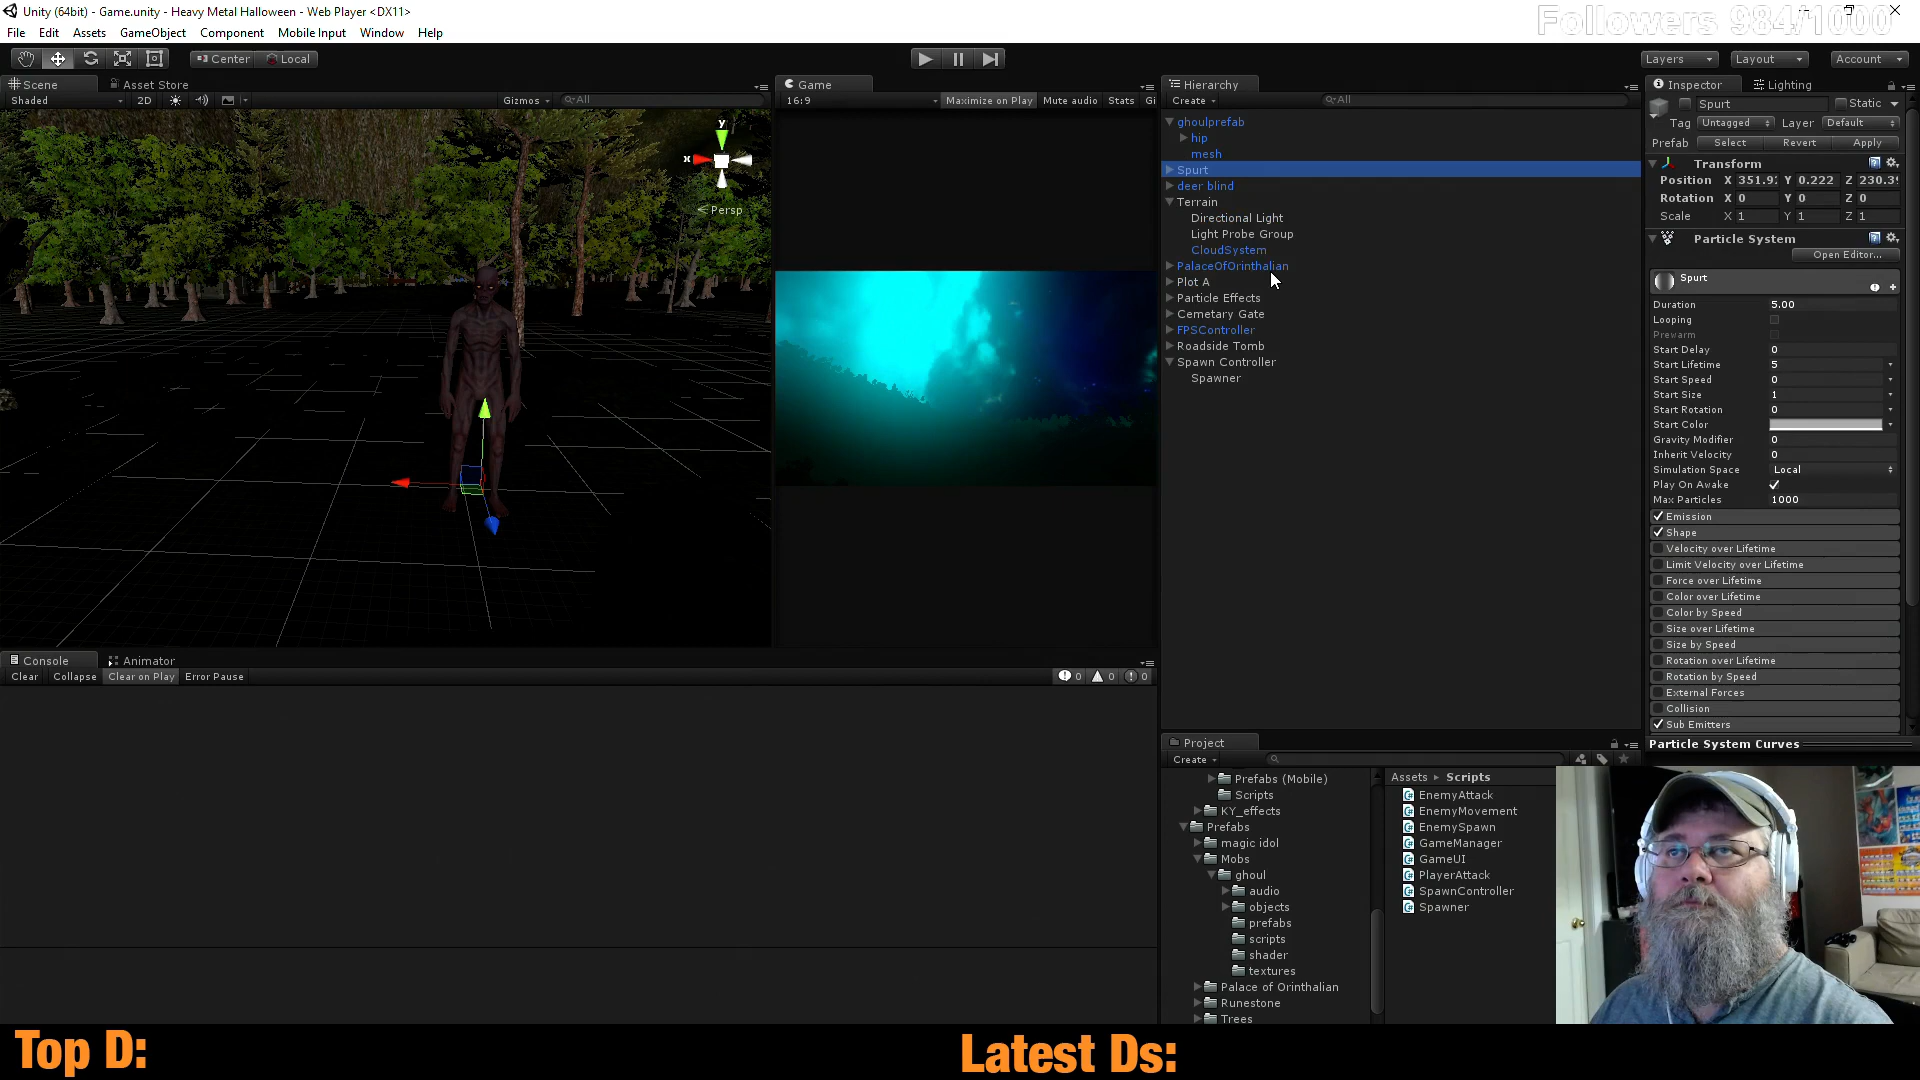 Unity (64bit) - Game.unity - Heavy Metal Halloween - Web Player <DX11>
Followers 984/1000
File Edit Assets GameObject Component Mobile Input Window Help
Center Local
Layers Layout Account
Scene Asset Store
Shaded 2D Gizmos All
y
x
Persp
Game
16:9 Maximize on Play Mute audio Stats Gi
Hierarchy
Create All
ghoulprefab
hip
mesh
Spurt
deer blind
Terrain
Directional Light
Light Probe Group
CloudSystem
PalaceOfOrinthalian
Plot A
Particle Effects
Cemetary Gate
FPSController
Roadside Tomb
Spawn Controller
Spawner
Inspector Lighting
Spurt Static
Tag Untagged Layer Default
Prefab Select Revert Apply
Transform
Position X 351.92 Y 0.222 Z 230.39
Rotation X 0 Y 0 Z 0
Scale X 1 Y 1 Z 1
Particle System
Open Editor...
Spurt
Duration 5.00
Looping
Prewarm
Start Delay 0
Start Lifetime 5
Start Speed 0
Start Size 1
Start Rotation 0
Start Color
Gravity Modifier 0
Inherit Velocity 0
Simulation Space Local
Play On Awake
Max Particles 1000
Emission
Shape
Velocity over Lifetime
Limit Velocity over Lifetime
Force over Lifetime
Color over Lifetime
Color by Speed
Size over Lifetime
Size by Speed
Rotation over Lifetime
Rotation by Speed
External Forces
Collision
Sub Emitters
Particle System Curves
Console Animator
Clear Collapse Clear on Play Error Pause 0 0 0
Project
Create
Prefabs (Mobile)
Scripts
KY_effects
Prefabs
magic idol
Mobs
ghoul
audio
objects
prefabs
scripts
shader
textures
Palace of Orinthalian
Runestone
Trees
Assets Scripts
EnemyAttack
EnemyMovement
EnemySpawn
GameManager
GameUI
PlayerAttack
SpawnController
Spawner
Top D:
Latest Ds: